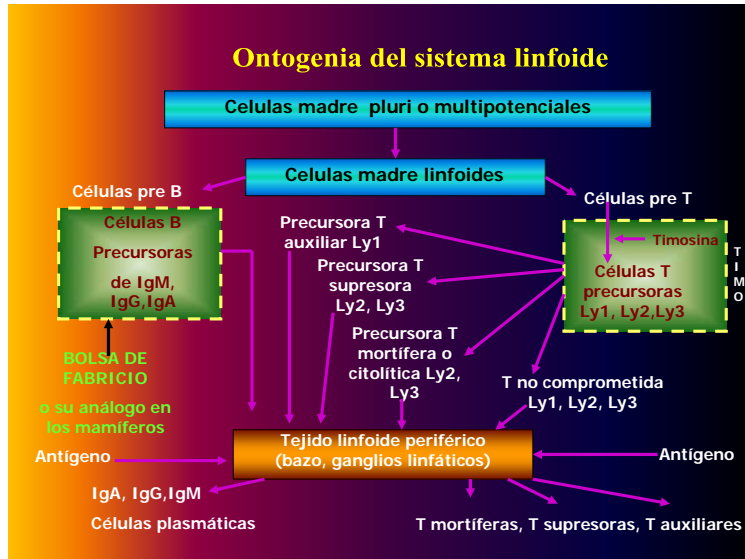 Ontogenia del sistema linfoide
Celulas madre pluri o multipotenciales
Celulas madre linfoides
Células pre B
Células pre T
Células B
Precursoras
de IgM,
IgG,IgA
Precursora T
auxiliar Ly1
Precursora T
supresora
Ly2, Ly3
Precursora T
mortífera o
citolítica Ly2,
Ly3
Timosina
Células T
precursoras
Ly1, Ly2,Ly3
TIMO
T no comprometida
Ly1, Ly2, Ly3
BOLSA DE
FABRICIO
o su análogo en
los mamíferos
Antígeno
Tejido linfoide periférico
(bazo, ganglios linfáticos)
Antígeno
IgA, IgG,IgM
Células plasmáticas
T mortíferas, T supresoras, T auxiliares